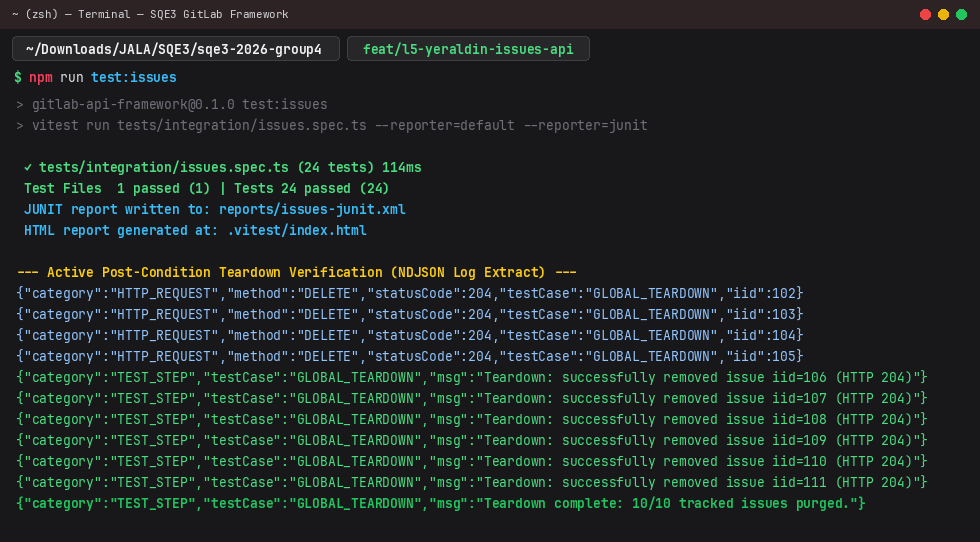 ~ (zsh) — Terminal — SQE3 GitLab Framework
~/Downloads/JALA/SQE3/sqe3-2026-group4 feat/l5-yeraldin-issues-api
$ npm run test:issues
> gitlab-api-framework@0.1.0 test:issues
> vitest run tests/integration/issues.spec.ts --reporter=default --reporter=junit
✓ tests/integration/issues.spec.ts (24 tests) 114ms
Test Files  1 passed (1) | Tests 24 passed (24)
JUNIT report written to: reports/issues-junit.xml
HTML report generated at: .vitest/index.html
--- Active Post-Condition Teardown Verification (NDJSON Log Extract) ---
{"category":"HTTP_REQUEST","method":"DELETE","statusCode":204,"testCase":"GLOBAL_TEARDOWN","iid":102}
{"category":"HTTP_REQUEST","method":"DELETE","statusCode":204,"testCase":"GLOBAL_TEARDOWN","iid":103}
{"category":"HTTP_REQUEST","method":"DELETE","statusCode":204,"testCase":"GLOBAL_TEARDOWN","iid":104}
{"category":"HTTP_REQUEST","method":"DELETE","statusCode":204,"testCase":"GLOBAL_TEARDOWN","iid":105}
{"category":"TEST_STEP","testCase":"GLOBAL_TEARDOWN","msg":"Teardown: successfully removed issue iid=106 (HTTP 204)"}
{"category":"TEST_STEP","testCase":"GLOBAL_TEARDOWN","msg":"Teardown: successfully removed issue iid=107 (HTTP 204)"}
{"category":"TEST_STEP","testCase":"GLOBAL_TEARDOWN","msg":"Teardown: successfully removed issue iid=108 (HTTP 204)"}
{"category":"TEST_STEP","testCase":"GLOBAL_TEARDOWN","msg":"Teardown: successfully removed issue iid=109 (HTTP 204)"}
{"category":"TEST_STEP","testCase":"GLOBAL_TEARDOWN","msg":"Teardown: successfully removed issue iid=110 (HTTP 204)"}
{"category":"TEST_STEP","testCase":"GLOBAL_TEARDOWN","msg":"Teardown: successfully removed issue iid=111 (HTTP 204)"}
{"category":"TEST_STEP","testCase":"GLOBAL_TEARDOWN","msg":"Teardown complete: 10/10 tracked issues purged."}